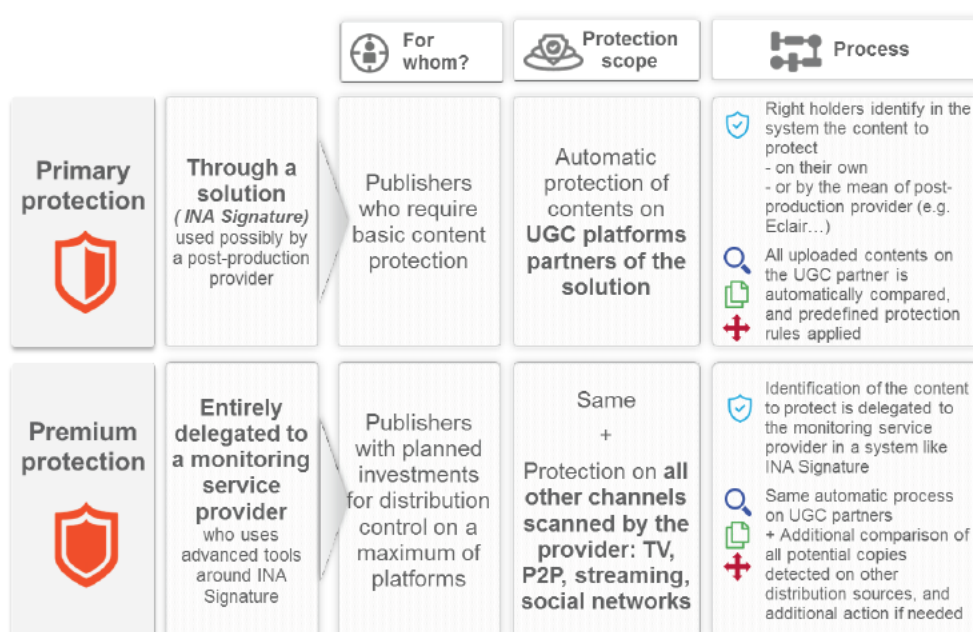 For
whom?
Protection
scope
Process
Primary
protection
Through a
solution
( INA Signature)
used possibly by
a post-production
provider
Publishers
who require
basic content
protection
Automatic
protection of
contents on
UGC platforms
partners of the
solution
Right holders identify in the
system the content to
protect
- on their own
- or by the mean of post-
production provider (e.g.
Eclair…)
All uploaded contents on
the UGC partner is
automatically compared,
and predefined protection
rules applied
Premium
protection
Entirely
delegated to
a monitoring
service
provider
who uses
advanced tools
around INA
Signature
Publishers
with planned
investments
for distribution
control on a
maximum of
platforms
Same
+
Protection on all
other channels
scanned by the
provider: TV,
P2P, streaming,
social networks
Identification of the content
to protect is delegated to
the monitoring service
provider in a system like
INA Signature
Same automatic process
on UGC partners
+ Additional comparison of
all potential copies
detected on other
distribution sources, and
additional action if needed